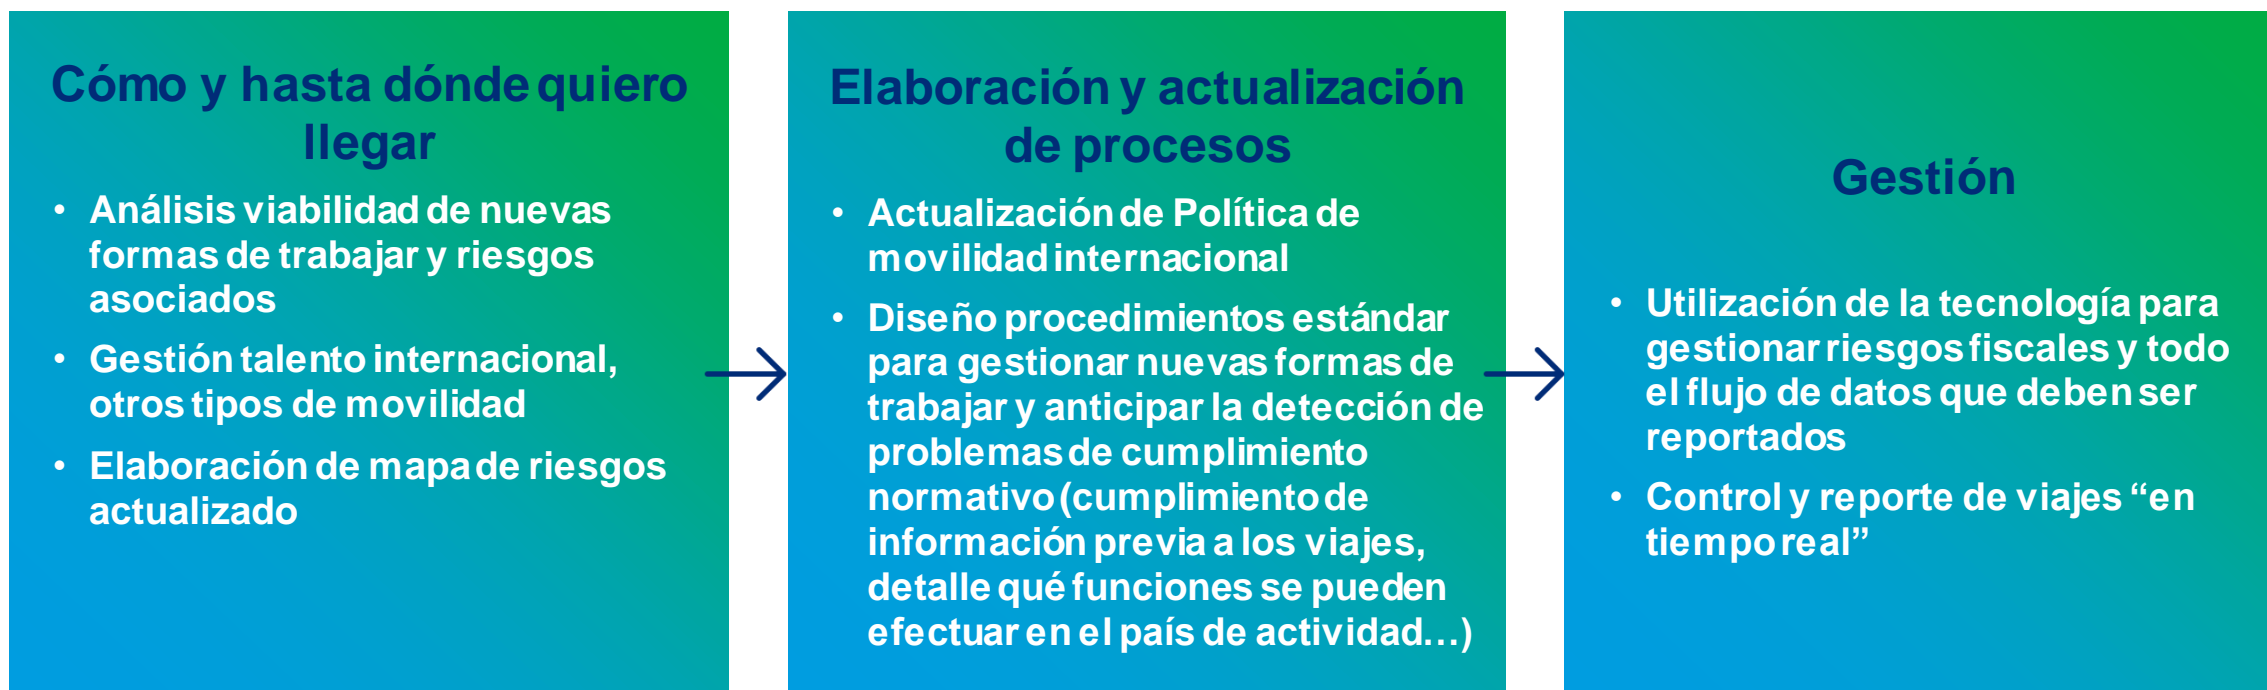 Cómo y hasta dónde quiero
llegar
• Análisis viabilidad de nuevas
formas de trabajar y riesgos
asociados
• Gestión talento internacional,
otros tipos de movilidad
• Elaboración de mapa de riesgos
actualizado
Elaboración y actualización
de procesos
• Actualización de Política de
movilidad internacional
• Diseño procedimientos estándar
para gestionar nuevas formas de
trabajar y anticipar la detección de
problemas de cumplimiento
normativo (cumplimiento de
información previa a los viajes,
detalle qué funciones se pueden
efectuar en el país de actividad…)
Gestión
• Utilización de la tecnología para
gestionar riesgos fiscales y todo
el flujo de datos que deben ser
reportados
• Control y reporte de viajes “en
tiempo real”